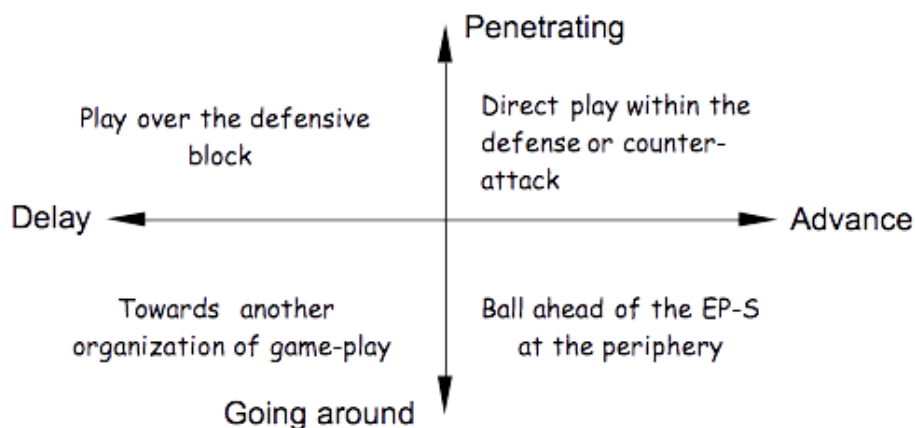 Penetrating
Play over the defensive
block
Direct play within the
defense or counter-
attack
Delay
Advance
Towards another
organization of game-play
Ball ahead of the EP-S
at the periphery
Going around